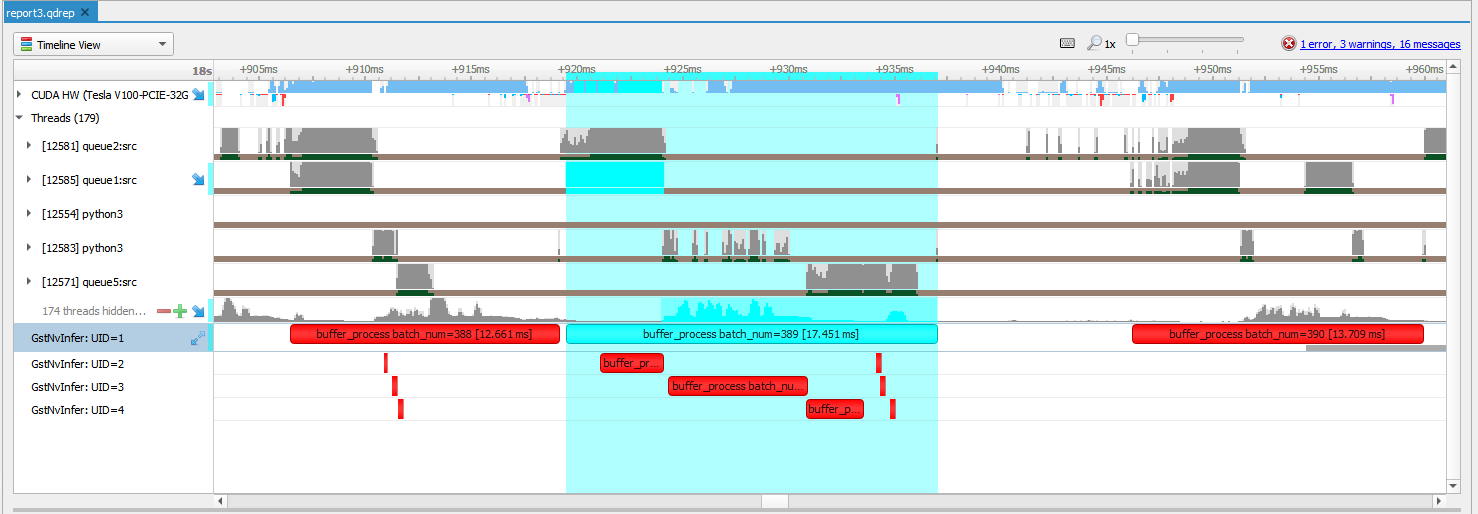 report3.qdrep ×
Timeline View 1x 1 error, 3 warnings, 16 messages
18s +905ms +910ms +915ms +920ms +925ms +930ms +935ms +940ms +945ms +950ms +955ms +960ms
CUDA HW (Tesla V100-PCIE-32G
Threads (179)
[12581] queue2:src
[12585] queue1:src
[12554] python3
[12583] python3
[12571] queue5:src
174 threads hidden...
GstNvInfer: UID=1 buffer_process batch_num=388 [12.661 ms] buffer_process batch_num=389 [17.451 ms] buffer_process batch_num=390 [13.709 ms]
GstNvInfer: UID=2 buffer_pr...
GstNvInfer: UID=3 buffer_process batch_nu...
GstNvInfer: UID=4 buffer_p...